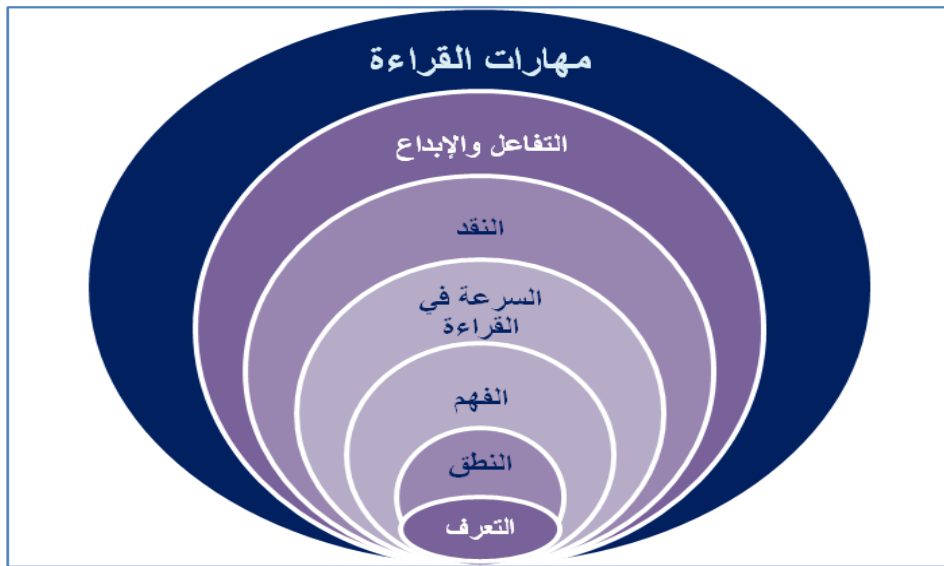 مهارات القراءة
التفاعل والإبداع
النقد
السرعة في
القراءة
الفهم
النطق
التعرف